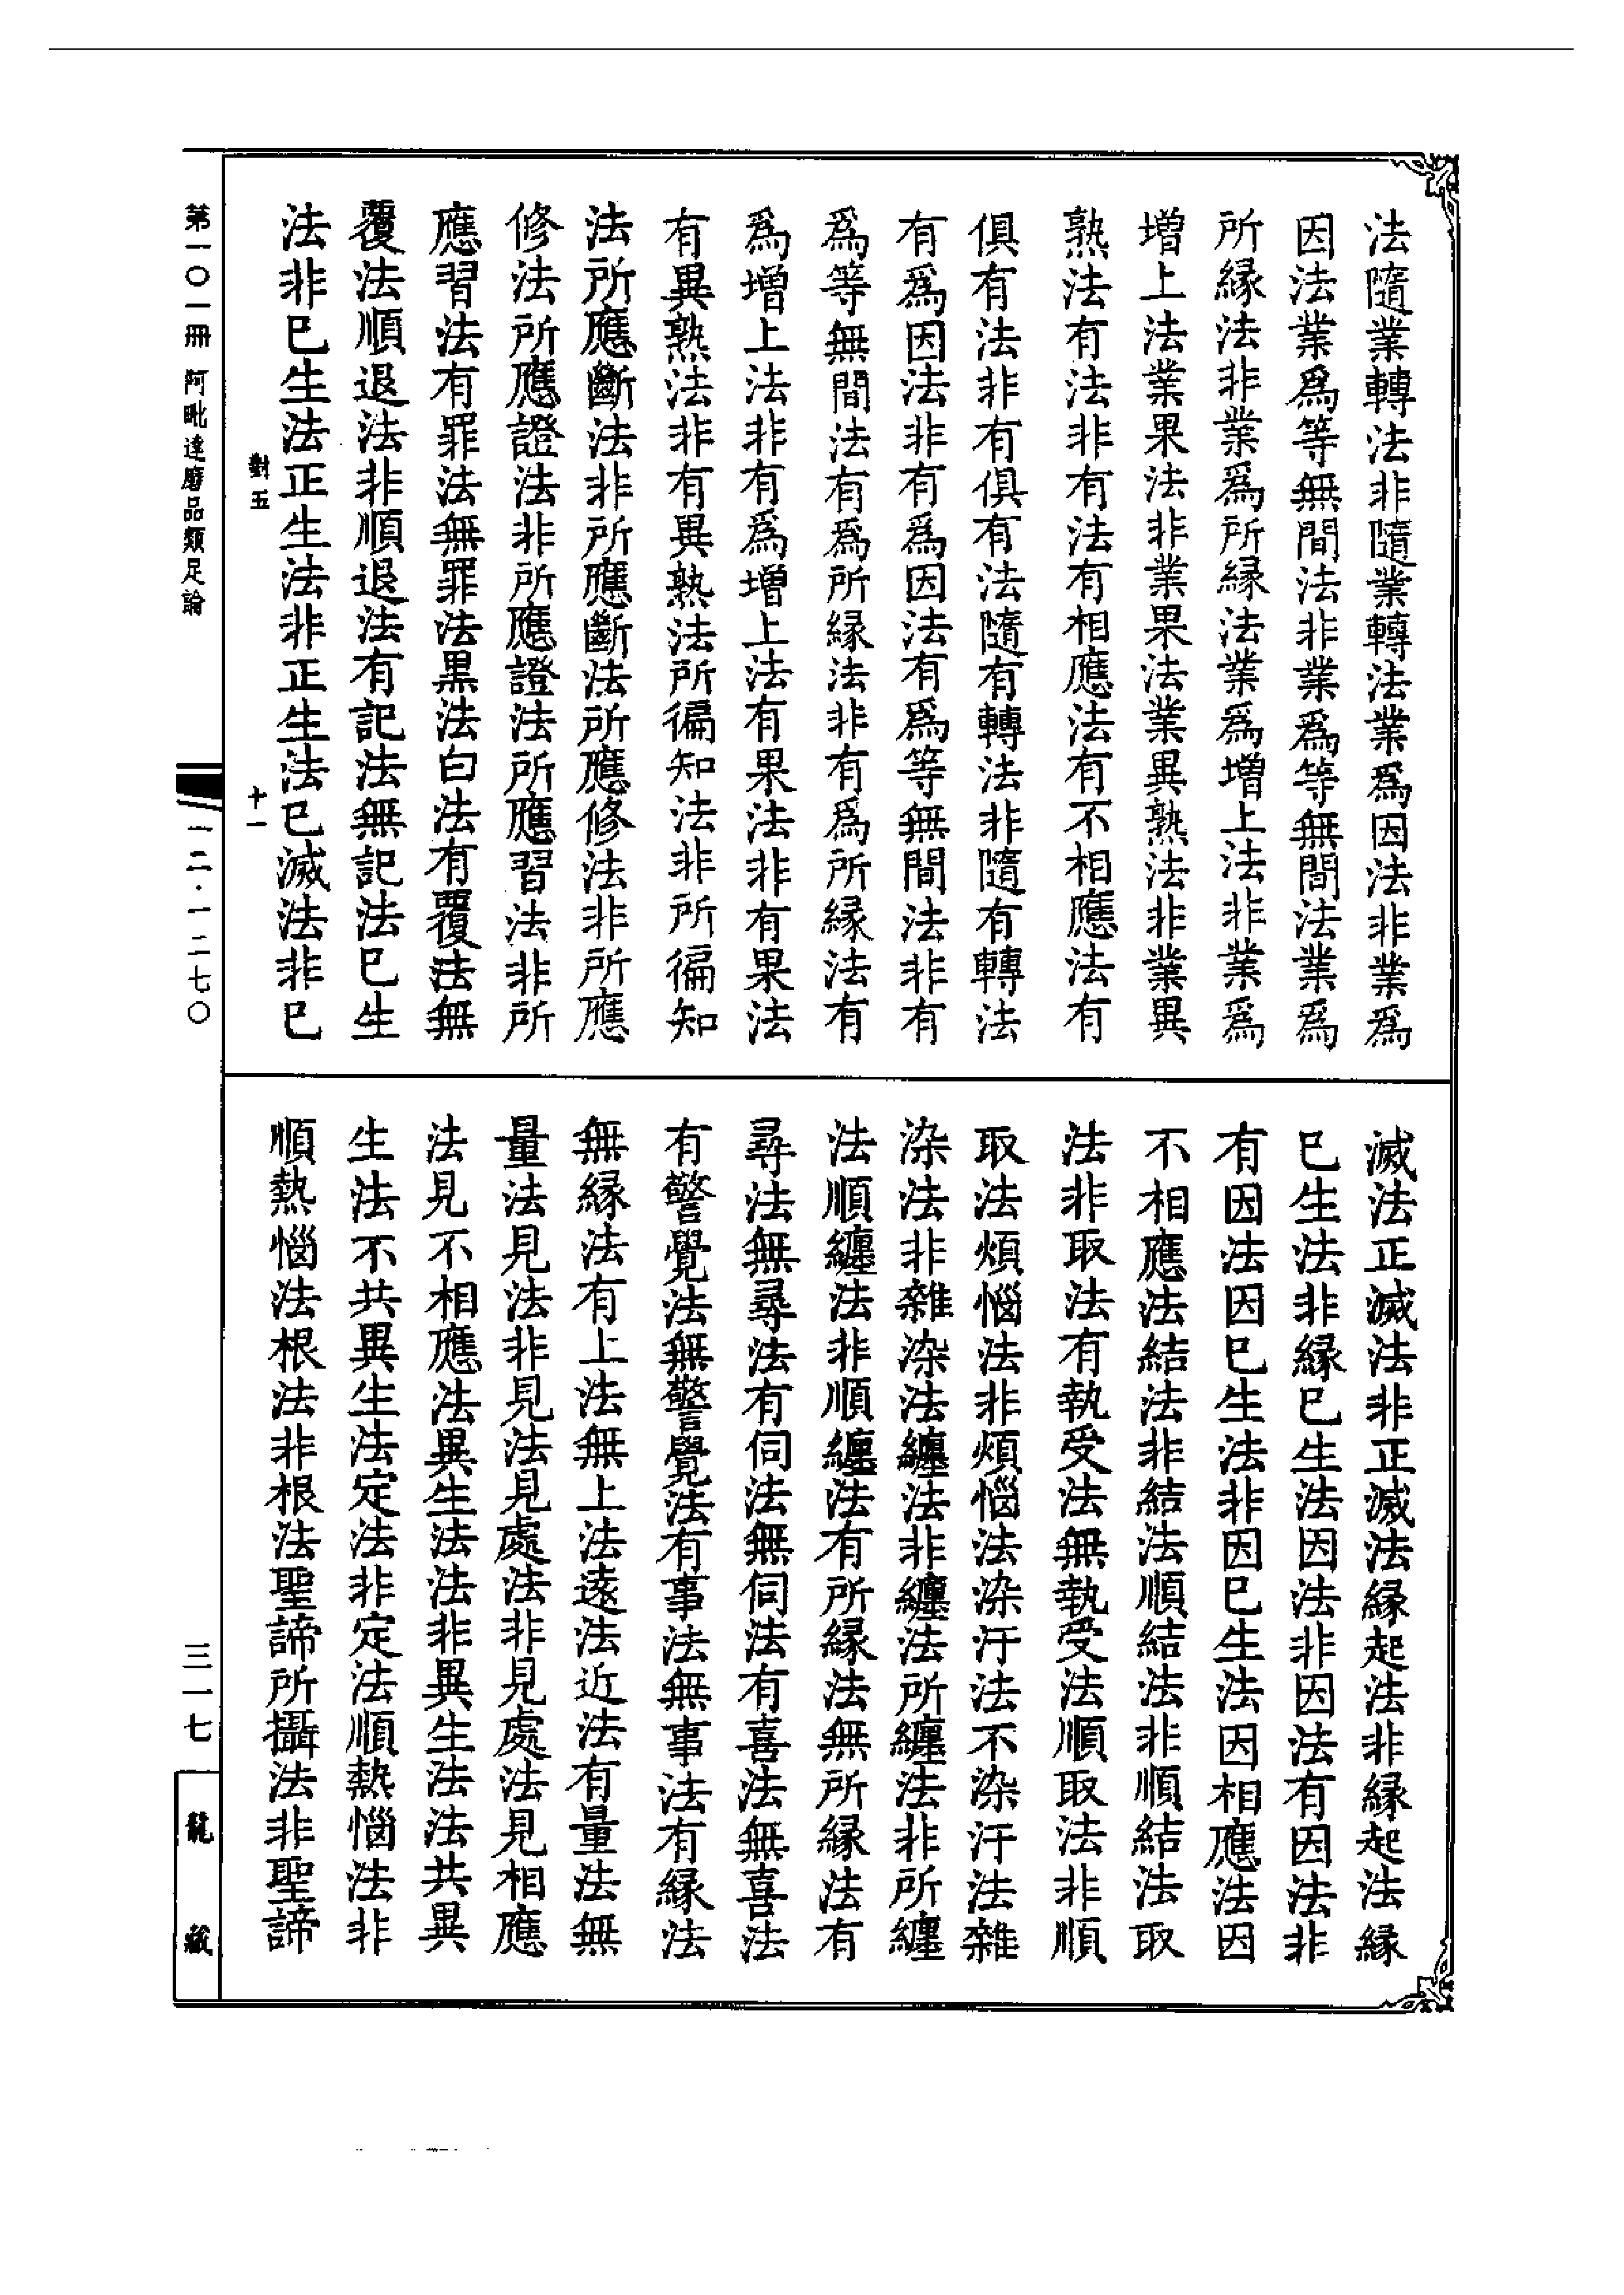 法隨業轉法非隨業轉法業爲因法非業爲
因法業爲等無間法非業爲等無間法業爲
所緣法非業爲所緣法業爲增上法非業爲
增上法業果法非業果法業異熟法非業異
熟法有法非有法有相應法有不相應法有
俱有法非有俱有法隨有轉法非隨有轉法
有爲因法非有爲因法有爲等無間法非有
爲等無間法有爲所緣法非有爲所緣法有
爲增上法非有爲增上法有果法非有果法
有異熟法非有異熟法所徧知法非所徧知
法所應斷法非所應斷法所應修法非所應
修法所應證法非所應證法所應習法非所
應習法有罪法無罪法黑法白法有覆法無
覆法順退法非順退法有記法無記法已生
法非已生法正生法非正生法已滅法非已
滅法正滅法非正滅法緣起法非緣起法緣
已生法非緣已生法因法非因法有因法非
有因法因已生法非因已生法因相應法因
不相應法結法非結法順結法非順結法取
法非取法有執受法無執受法順取法非順
取法煩惱法非煩惱法染汙法不染汙法雜
染法非雜染法纏法非纏法所纏法非所纏
法順纏法非順纏法有所緣法無所緣法有
尋法無尋法有伺法無伺法有喜法無喜法
有警覺法無警覺法有事法無事法有緣法
無緣法有上法無上法遠法近法有量法無
量法見法非見法見處法非見處法見相應
法見不相應法異生法法非異生法法共異
生法不共異生法定法非定法順熱惱法非
順熱惱法根法非根法聖諦所攝法非聖諦
對五
十一
第一〇一冊 阿毗達磨品類足論
一二·一二七〇
三一七
龍藏